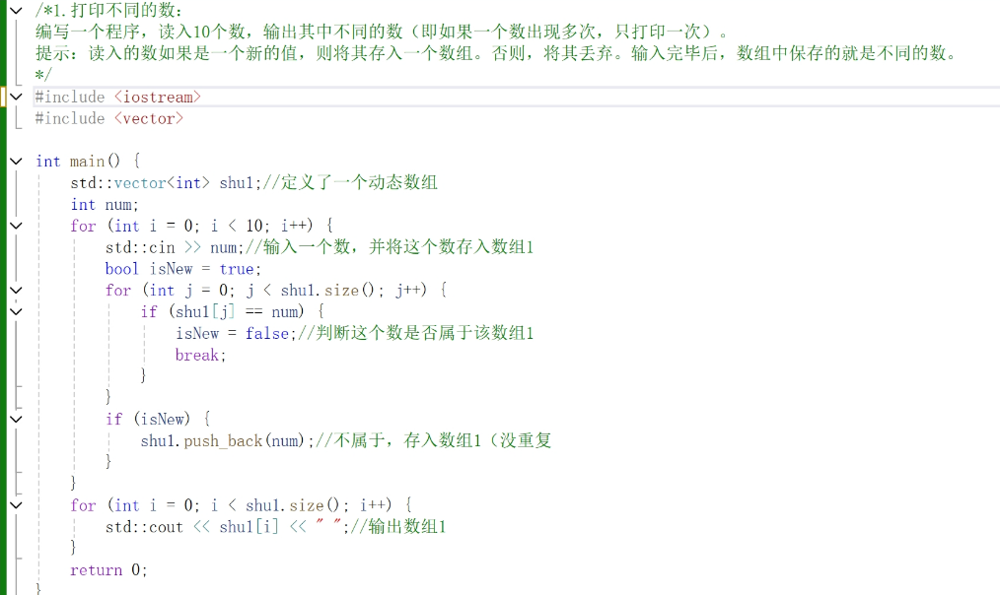 /*1.打印不同的数：
编写一个程序，读入10个数，输出其中不同的数（即如果一个数出现多次，只打印一次）。
提示：读入的数如果是一个新的值，则将其存入一个数组。否则，将其丢弃。输入完毕后，数组中保存的就是不同的数。
*/
#include <iostream>
#include <vector>
int main() {
std::vector<int> shu1;//定义了一个动态数组
int num;
for (int i = 0; i < 10; i++) {
std::cin >> num;//输入一个数，并将这个数存入数组1
bool isNew = true;
for (int j = 0; j < shu1.size(); j++) {
if (shu1[j] == num) {
isNew = false;//判断这个数是否属于该数组1
break;
}
}
if (isNew) {
shu1.push_back(num);//不属于，存入数组1（没重复
}
}
for (int i = 0; i < shu1.size(); i++) {
std::cout << shu1[i] << " ";//输出数组1
}
return 0;
}